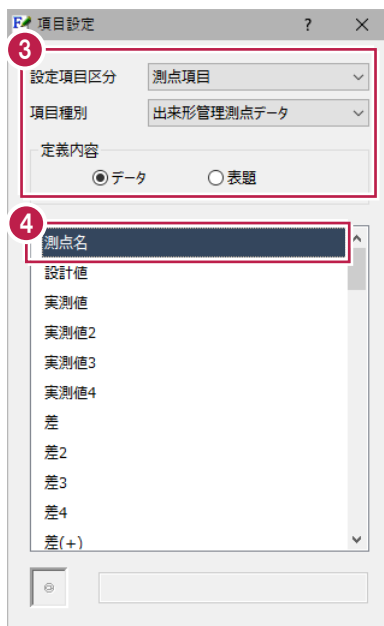 項目設定 ?
3
設定項目区分 測点項目
項目種別 出来形管理測点データ
定義内容
データ 表題
4
測点名
設計値
実測値
実測値2
実測値3
実測値4
差
差2
差3
差4
差(+)